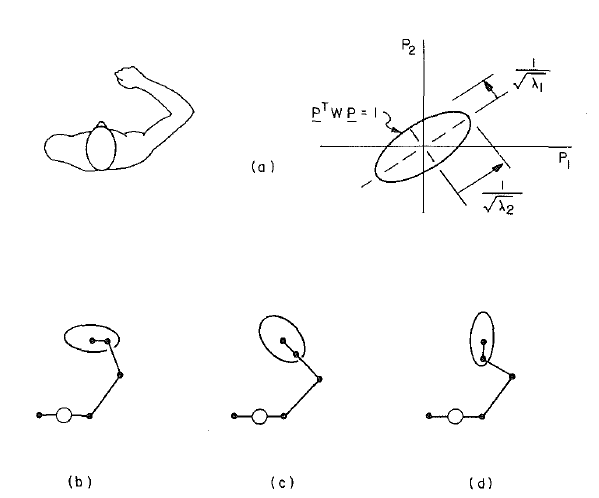 P2
1
√λ1
P^T W P = 1
(a)
P1
1
√λ2
(b) (c) (d)